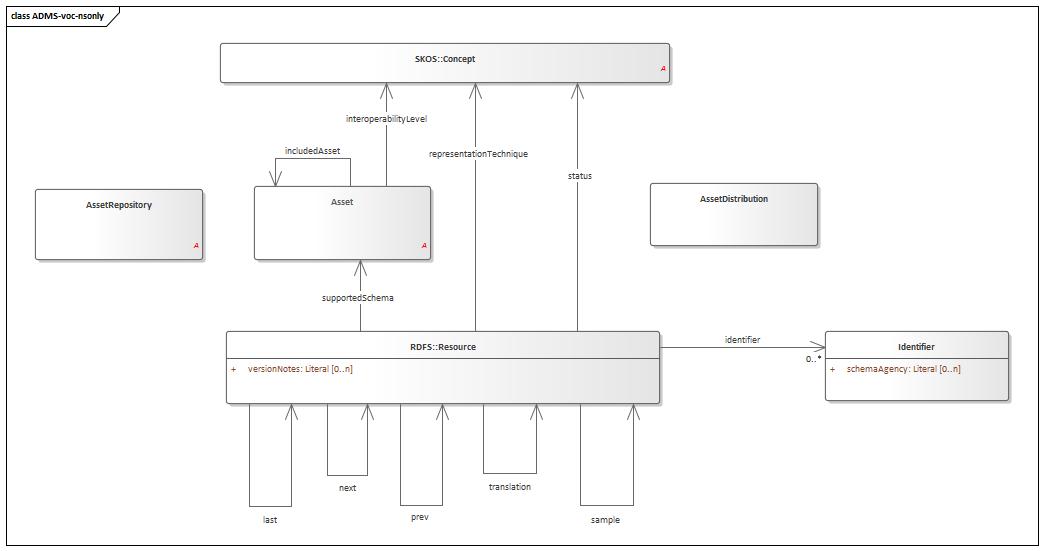 class ADMS-voc-nsonly
SKOS::Concept
A
interoperabilityLevel
includedAsset
representationTechnique
status
AssetRepository
A
Asset
A
AssetDistribution
supportedSchema
RDFS::Resource
+ versionNotes: Literal [0..n]
identifier
0..*
Identifier
+ schemaAgency: Literal [0..n]
last
next
prev
translation
sample